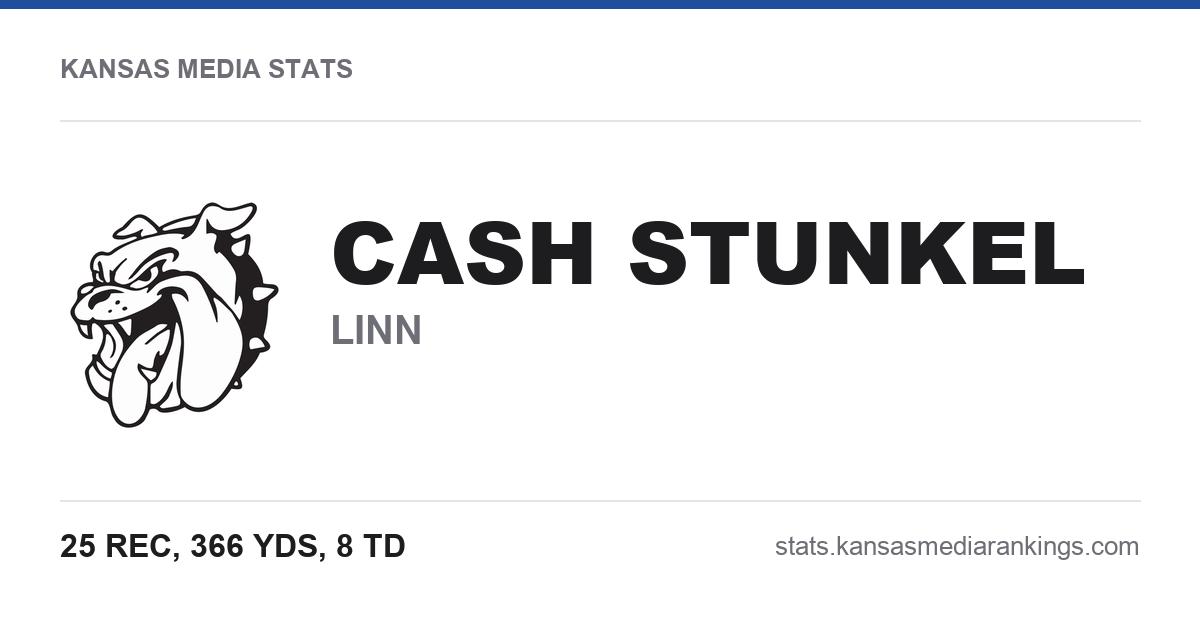 KANSAS MEDIA STATS
CASH STUNKEL
LINN
25 REC, 366 YDS, 8 TD
stats.kansasmediarankings.com